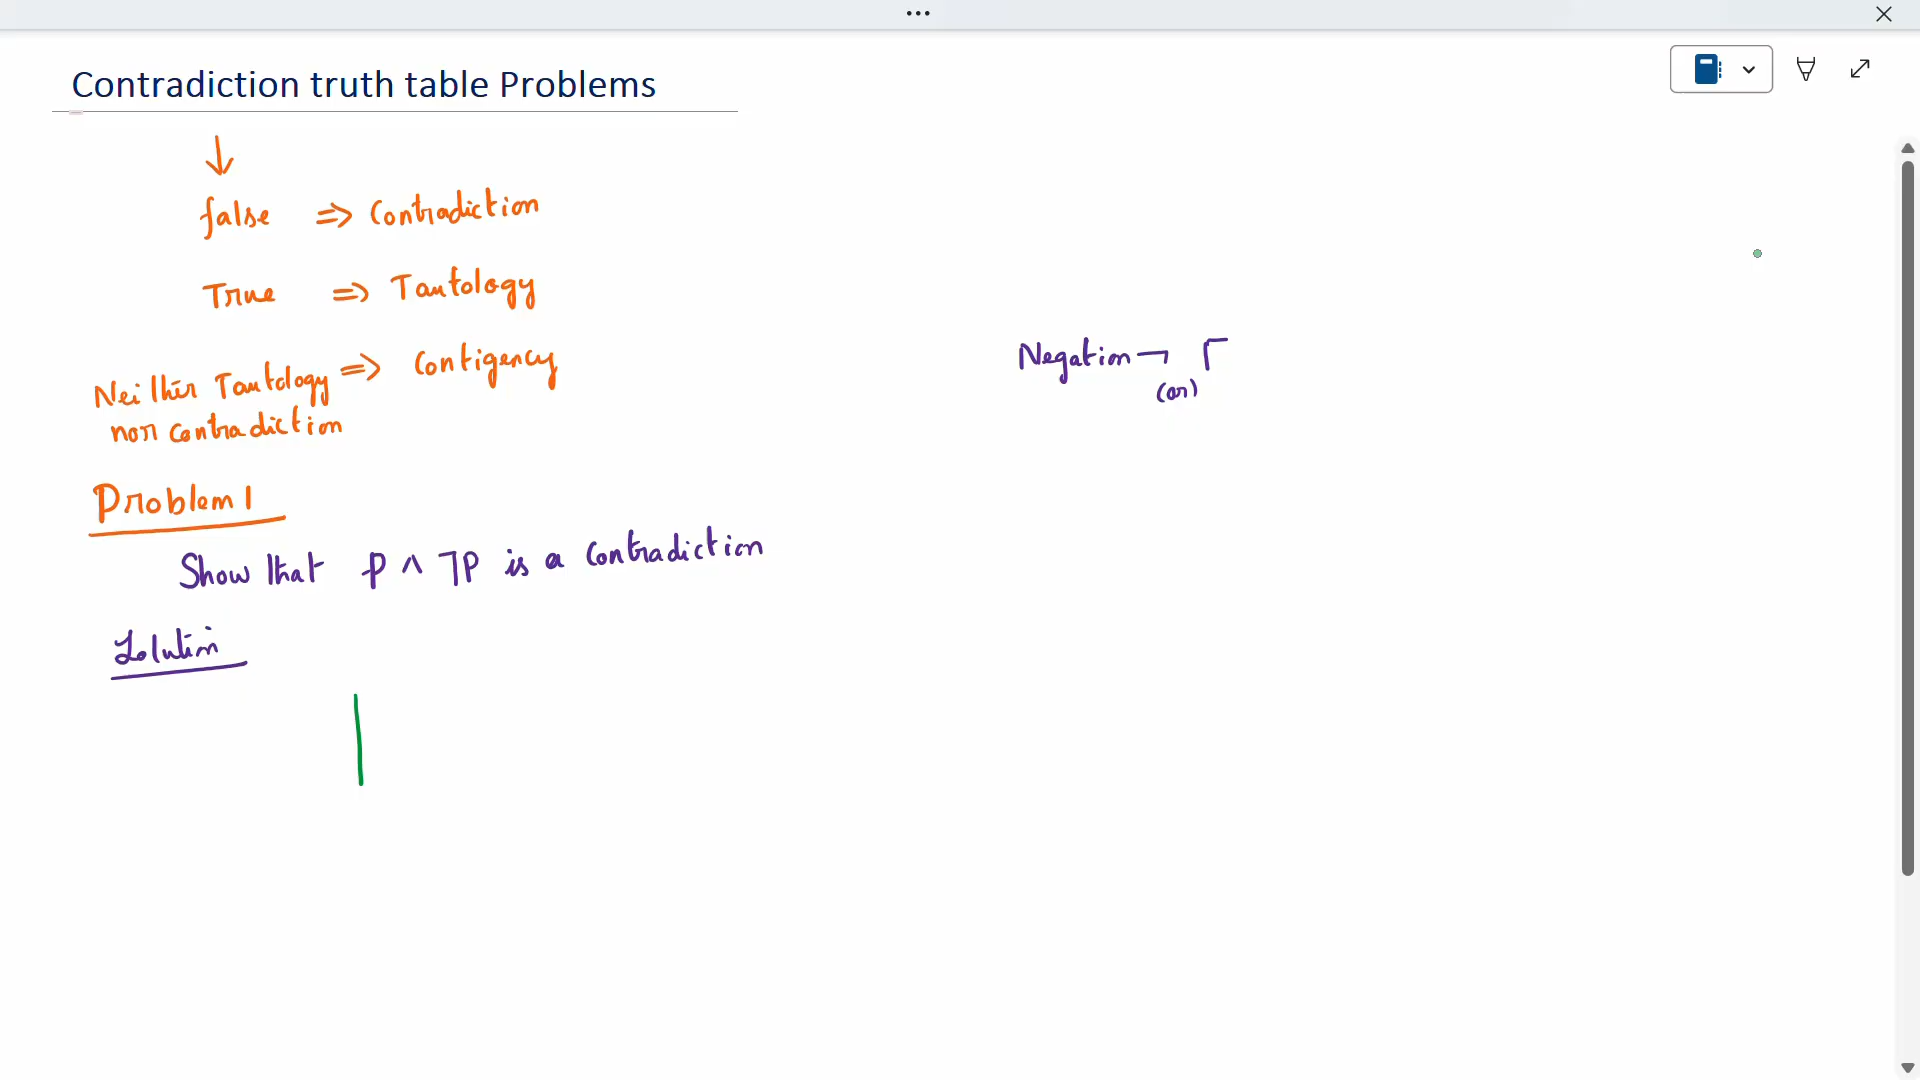 Contradiction truth table Problems
↓
false ⇒ Contradiction
True ⇒ Tautology
Neither Tautology ⇒ Contigency
nor contradiction
Negation → ┌
(or)
Problem 1
Show that p ∧ ¬p is a contradiction
Solution